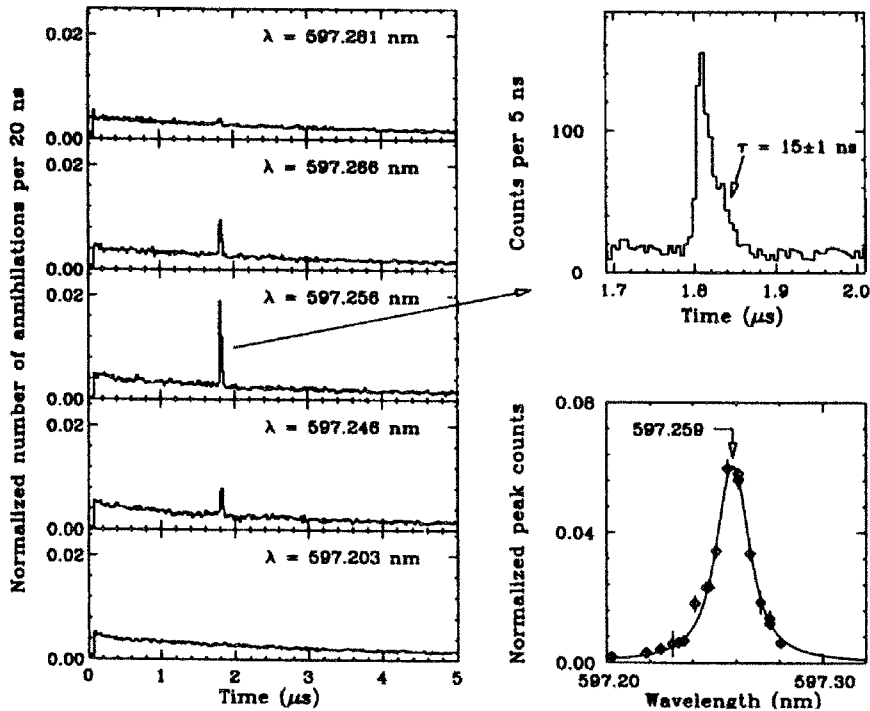 Normalized number of annihilations per 20 ns
0.02
λ = 597.281 nm
0.00
0.02
λ = 597.266 nm
0.00
0.02
λ = 597.256 nm
0.00
0.02
λ = 597.246 nm
0.00
0.02
λ = 597.203 nm
0.00
0 1 2 3 4 5
Time (μs)
Counts per 5 ns
100
0
τ = 15±1 ns
1.7 1.8 1.9 2.0
Time (μs)
Normalized peak counts
0.08
0.04
0.00
597.259
597.20 597.30
Wavelength (nm)